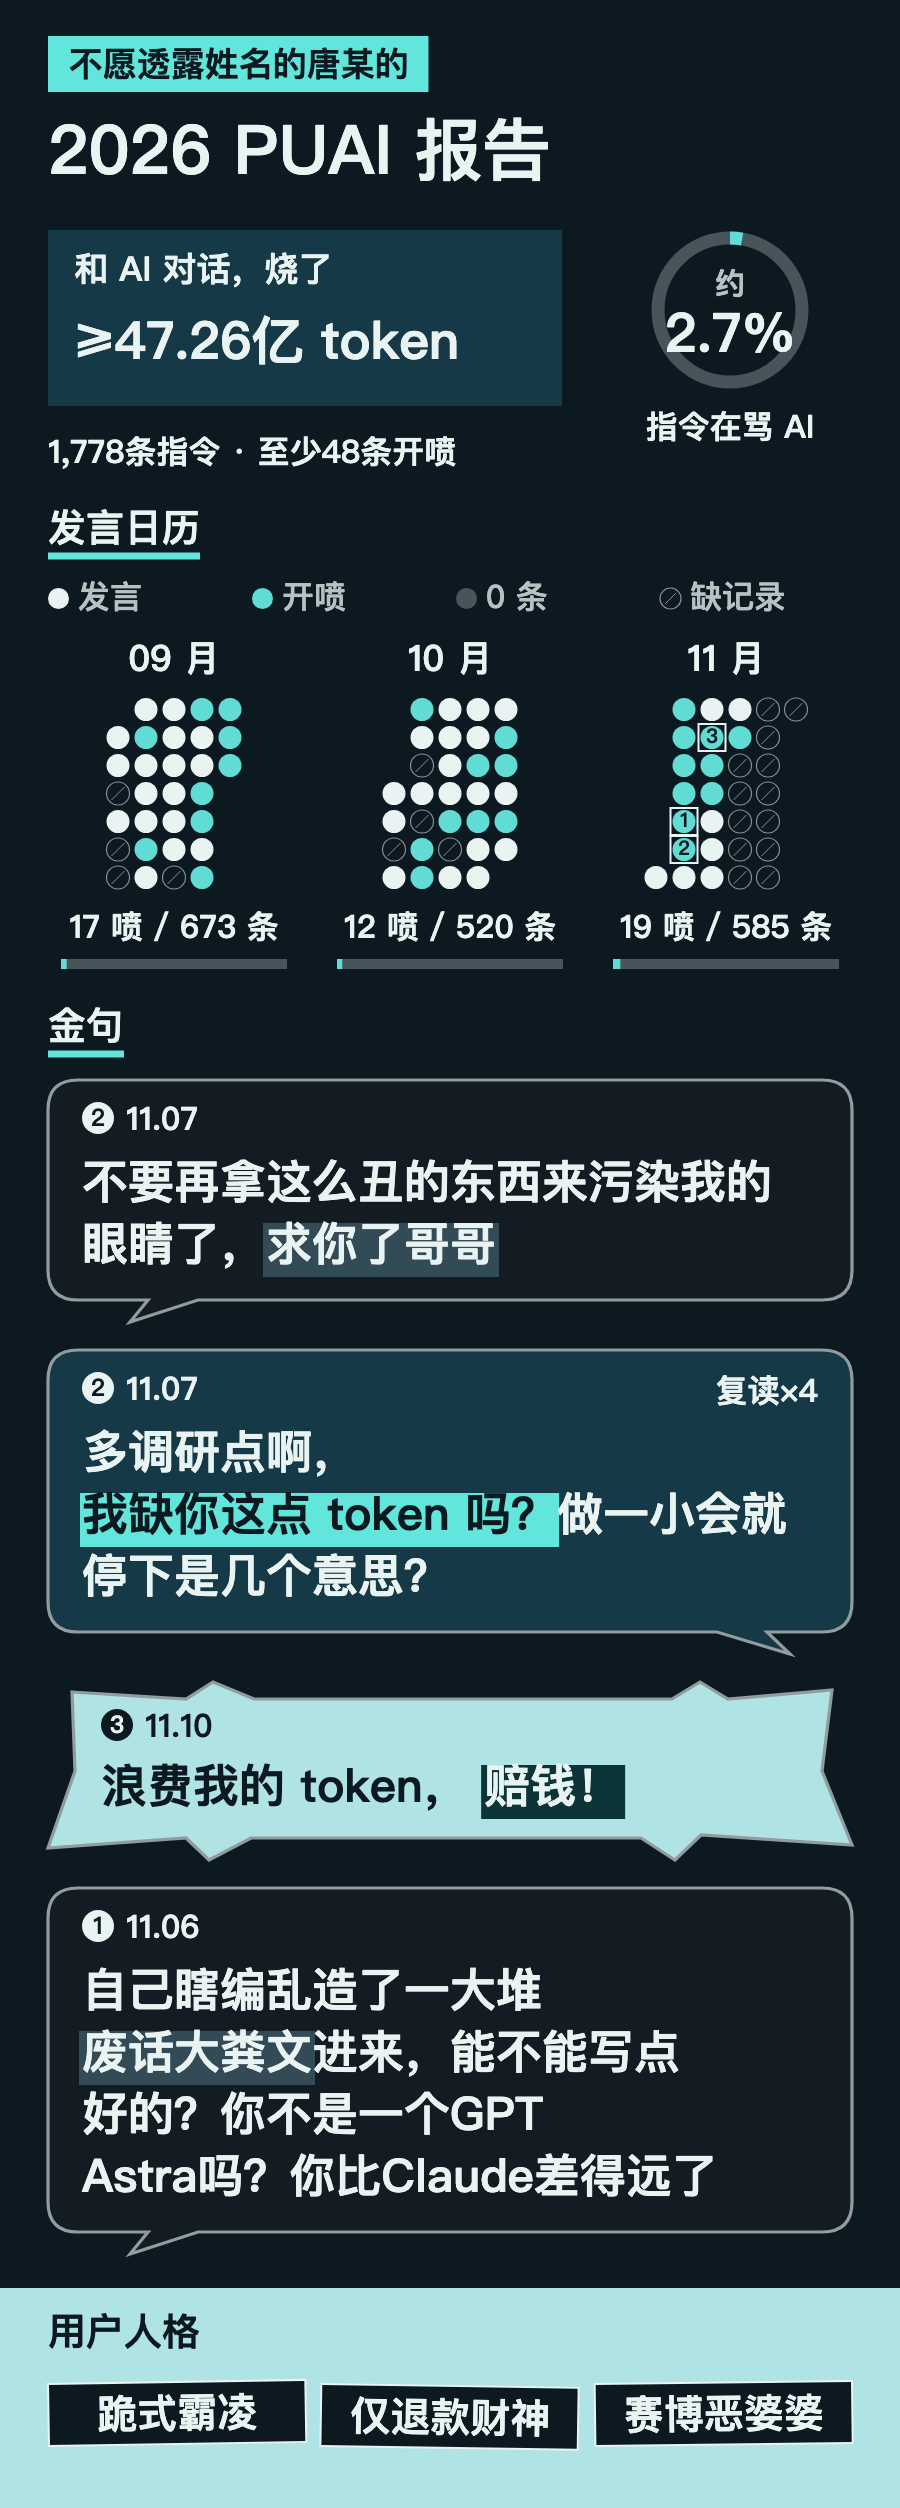 不愿透露姓名的唐某的
2026 PUAI 报告
和 AI 对话，烧了
≥47.26亿 token
约
2.7%
指令在骂 AI
1,778条指令 · 至少48条开喷
发言日历
发言 开喷 0 条 缺记录
09 月 10 月 11 月
3
1
2
17 喷 / 673 条 12 喷 / 520 条 19 喷 / 585 条
金句
2 11.07
不要再拿这么丑的东西来污染我的
眼睛了，求你了哥哥
2 11.07 复读×4
多调研点啊，
我缺你这点 token 吗？做一小会就
停下是几个意思？
3 11.10
浪费我的 token，赔钱！
1 11.06
自己瞎编乱造了一大堆
废话大粪文进来，能不能写点
好的？你不是一个GPT
Astra吗？你比Claude差得远了
用户人格
跪式霸凌 仅退款财神 赛博恶婆婆